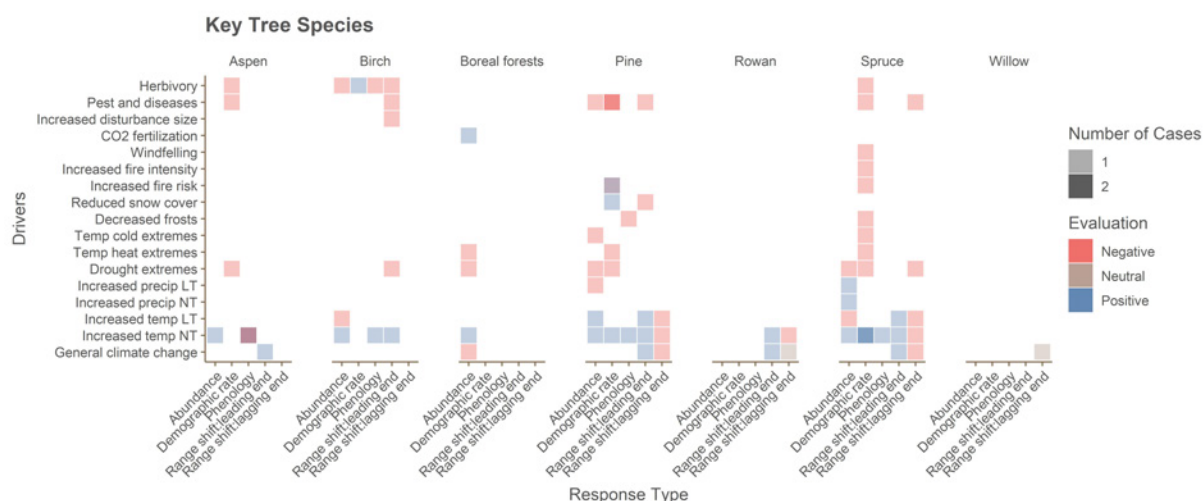 Key Tree Species
Aspen Birch Boreal forests Pine Rowan Spruce Willow
Drivers
Herbivory
Pest and diseases
Increased disturbance size
CO2 fertilization
Windfelling
Increased fire intensity
Increased fire risk
Reduced snow cover
Decreased frosts
Temp cold extremes
Temp heat extremes
Drought extremes
Increased precip LT
Increased precip NT
Increased temp LT
Increased temp NT
General climate change
Abundance
Demographic rate
Phenology
Range shift:leading end
Range shift:lagging end
Abundance
Demographic rate
Phenology
Range shift:leading end
Range shift:lagging end
Abundance
Demographic rate
Phenology
Range shift:leading end
Range shift:lagging end
Abundance
Demographic rate
Phenology
Range shift:leading end
Range shift:lagging end
Abundance
Demographic rate
Phenology
Range shift:leading end
Range shift:lagging end
Abundance
Demographic rate
Phenology
Range shift:leading end
Range shift:lagging end
Abundance
Demographic rate
Phenology
Range shift:leading end
Range shift:lagging end
Response Type
Number of Cases
1
2
Evaluation
Negative
Neutral
Positive